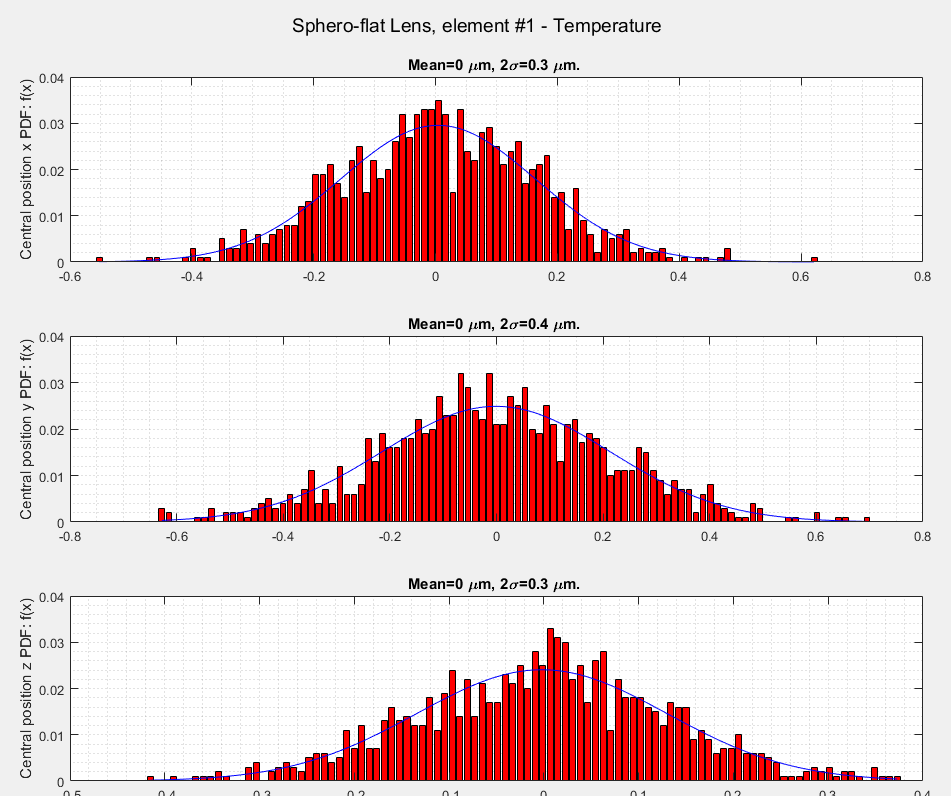 Sphero-flat Lens, element #1 - Temperature
Mean=0 μm, 2σ=0.3 μm.
Central position x PDF: f(x)
0.04
0.03
0.02
0.01
0
-0.6 -0.4 -0.2 0 0.2 0.4 0.6 0.8
Mean=0 μm, 2σ=0.4 μm.
Central position y PDF: f(x)
0.04
0.03
0.02
0.01
0
-0.8 -0.6 -0.4 -0.2 0 0.2 0.4 0.6 0.8
Mean=0 μm, 2σ=0.3 μm.
Central position z PDF: f(x)
0.04
0.03
0.02
0.01
0